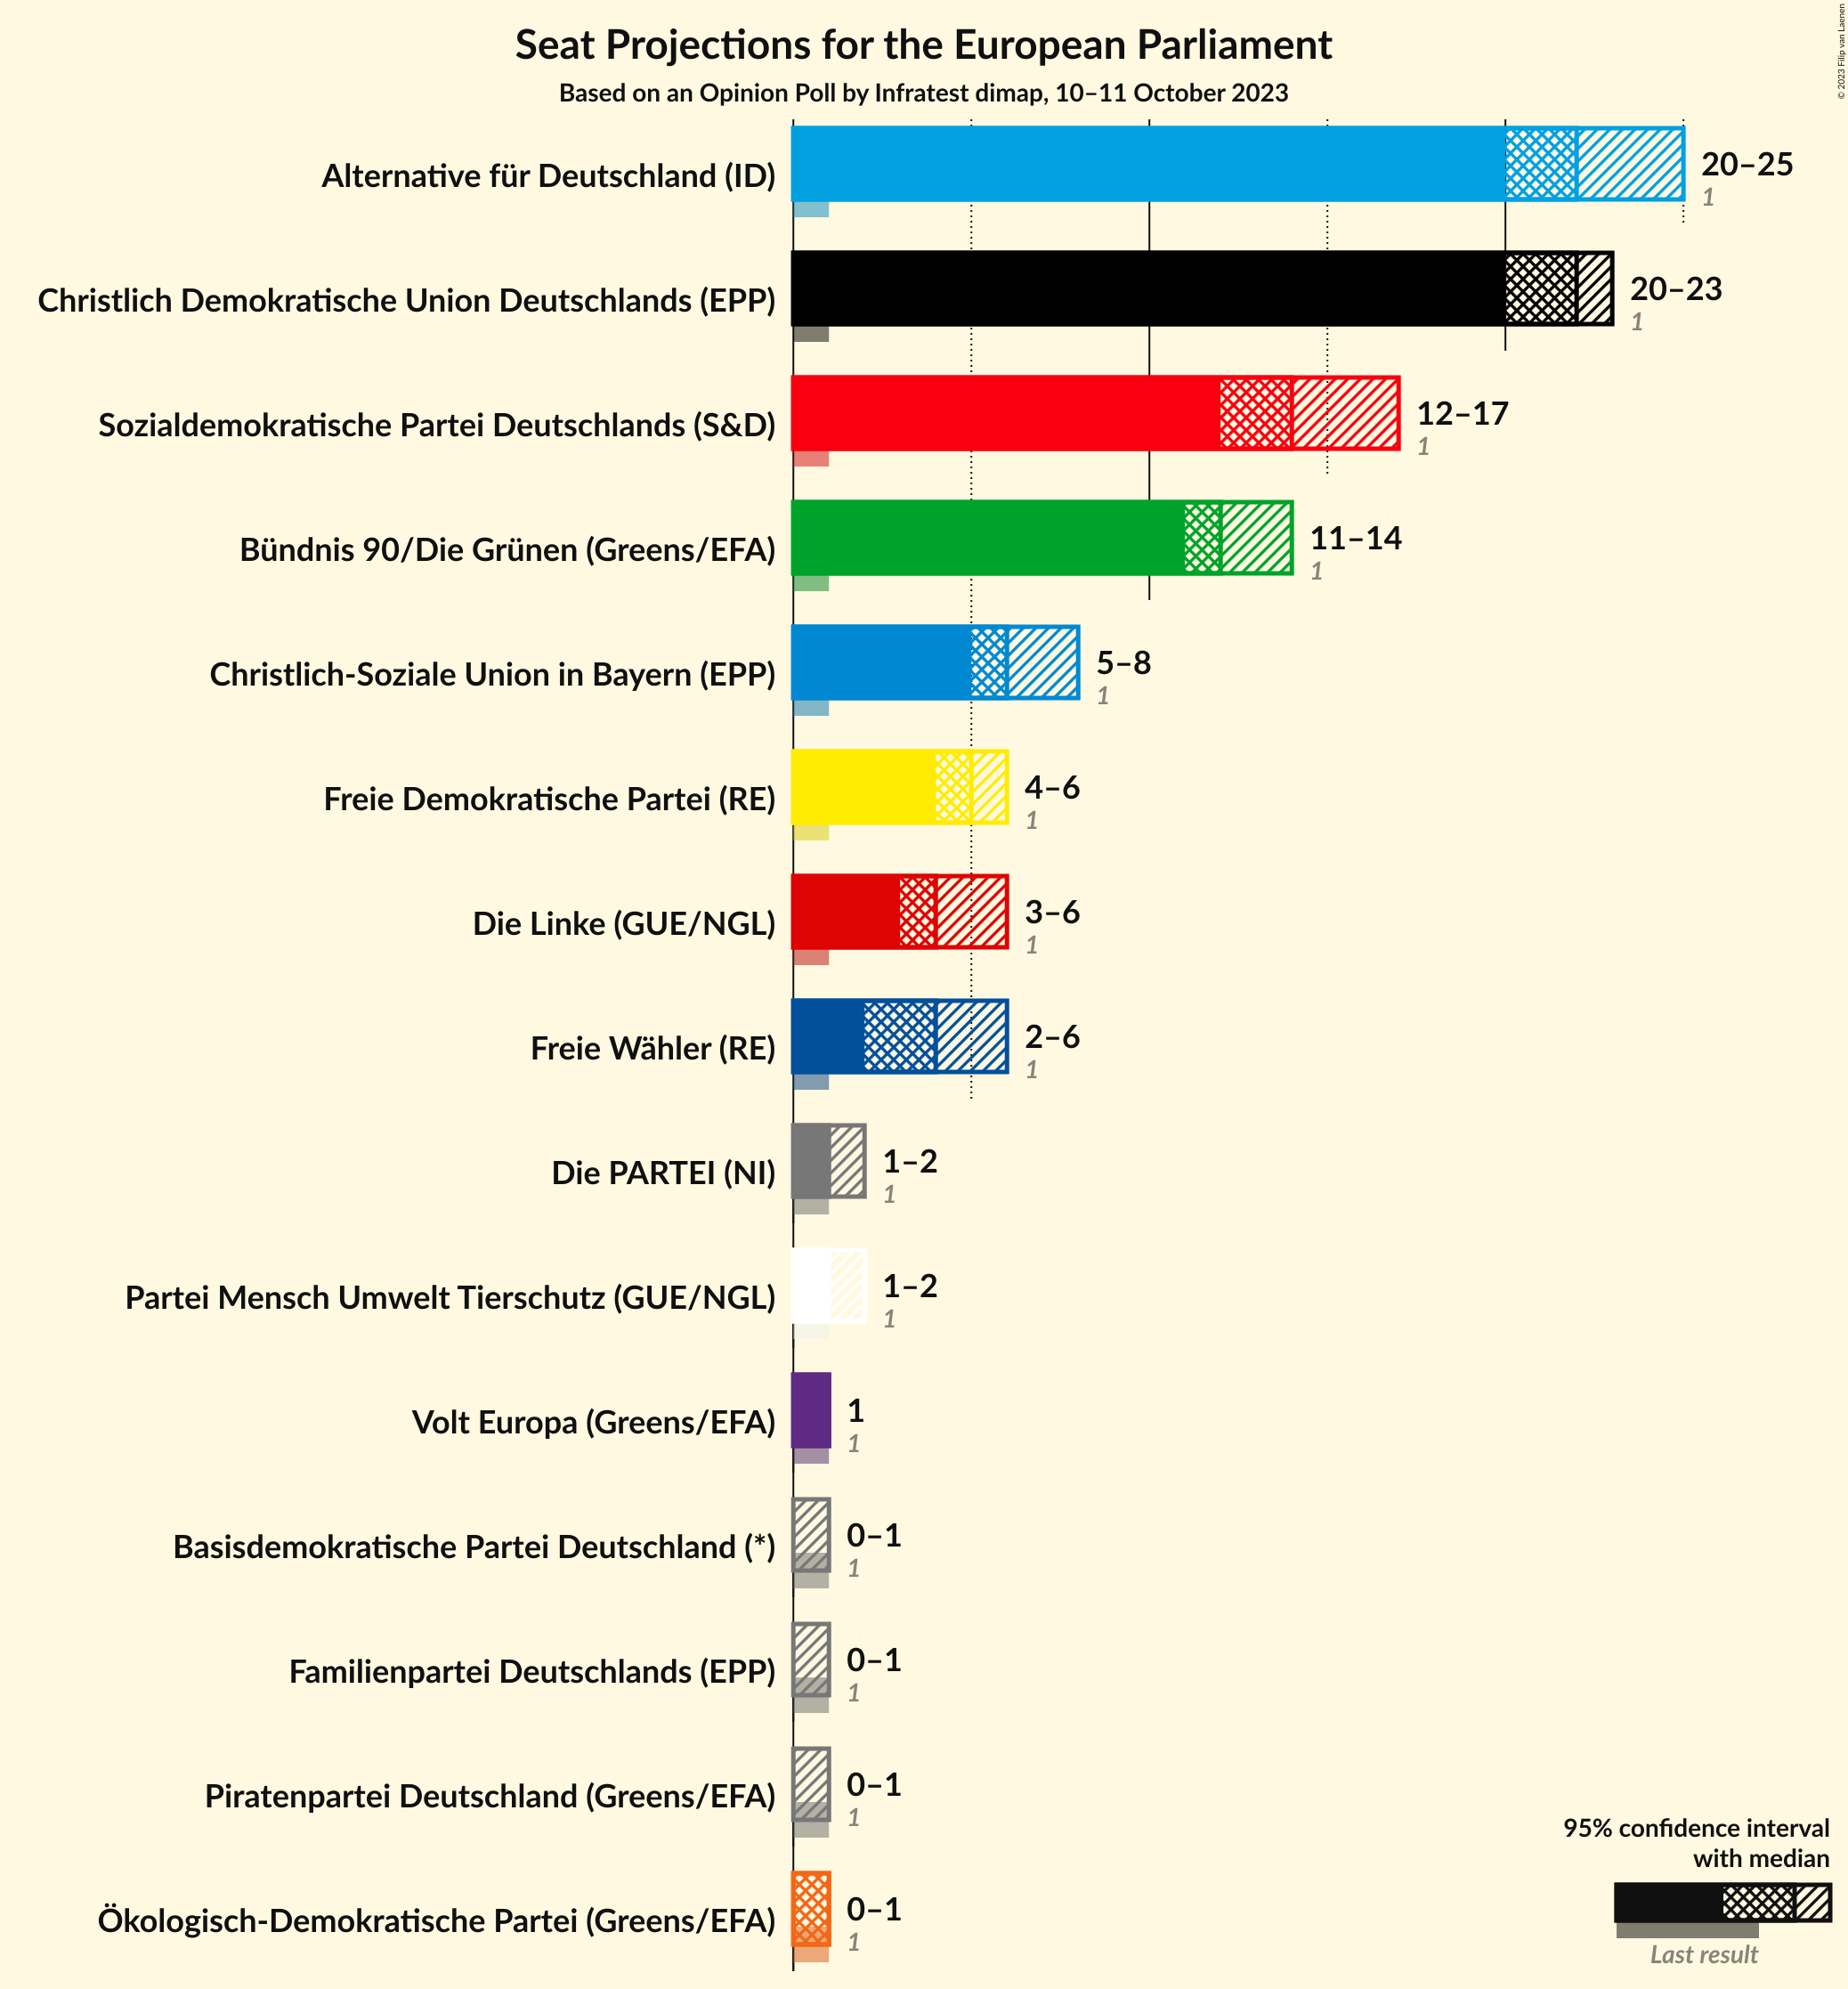 Seat Projections for the European Parliament
Based on an Opinion Poll by Infratest dimap, 10–11 October 2023
© 2023 Filip van Laenen
Alternative für Deutschland (ID)
20–25
1
Christlich Demokratische Union Deutschlands (EPP)
20–23
1
Sozialdemokratische Partei Deutschlands (S&D)
12–17
1
Bündnis 90/Die Grünen (Greens/EFA)
11–14
1
Christlich-Soziale Union in Bayern (EPP)
5–8
1
Freie Demokratische Partei (RE)
4–6
1
Die Linke (GUE/NGL)
3–6
1
Freie Wähler (RE)
2–6
1
Die PARTEI (NI)
1–2
1
Partei Mensch Umwelt Tierschutz (GUE/NGL)
1–2
1
Volt Europa (Greens/EFA)
1
1
Basisdemokratische Partei Deutschland (*)
0–1
1
Familienpartei Deutschlands (EPP)
0–1
1
Piratenpartei Deutschland (Greens/EFA)
0–1
1
Ökologisch-Demokratische Partei (Greens/EFA)
0–1
1
95% confidence interval
with median
Last result